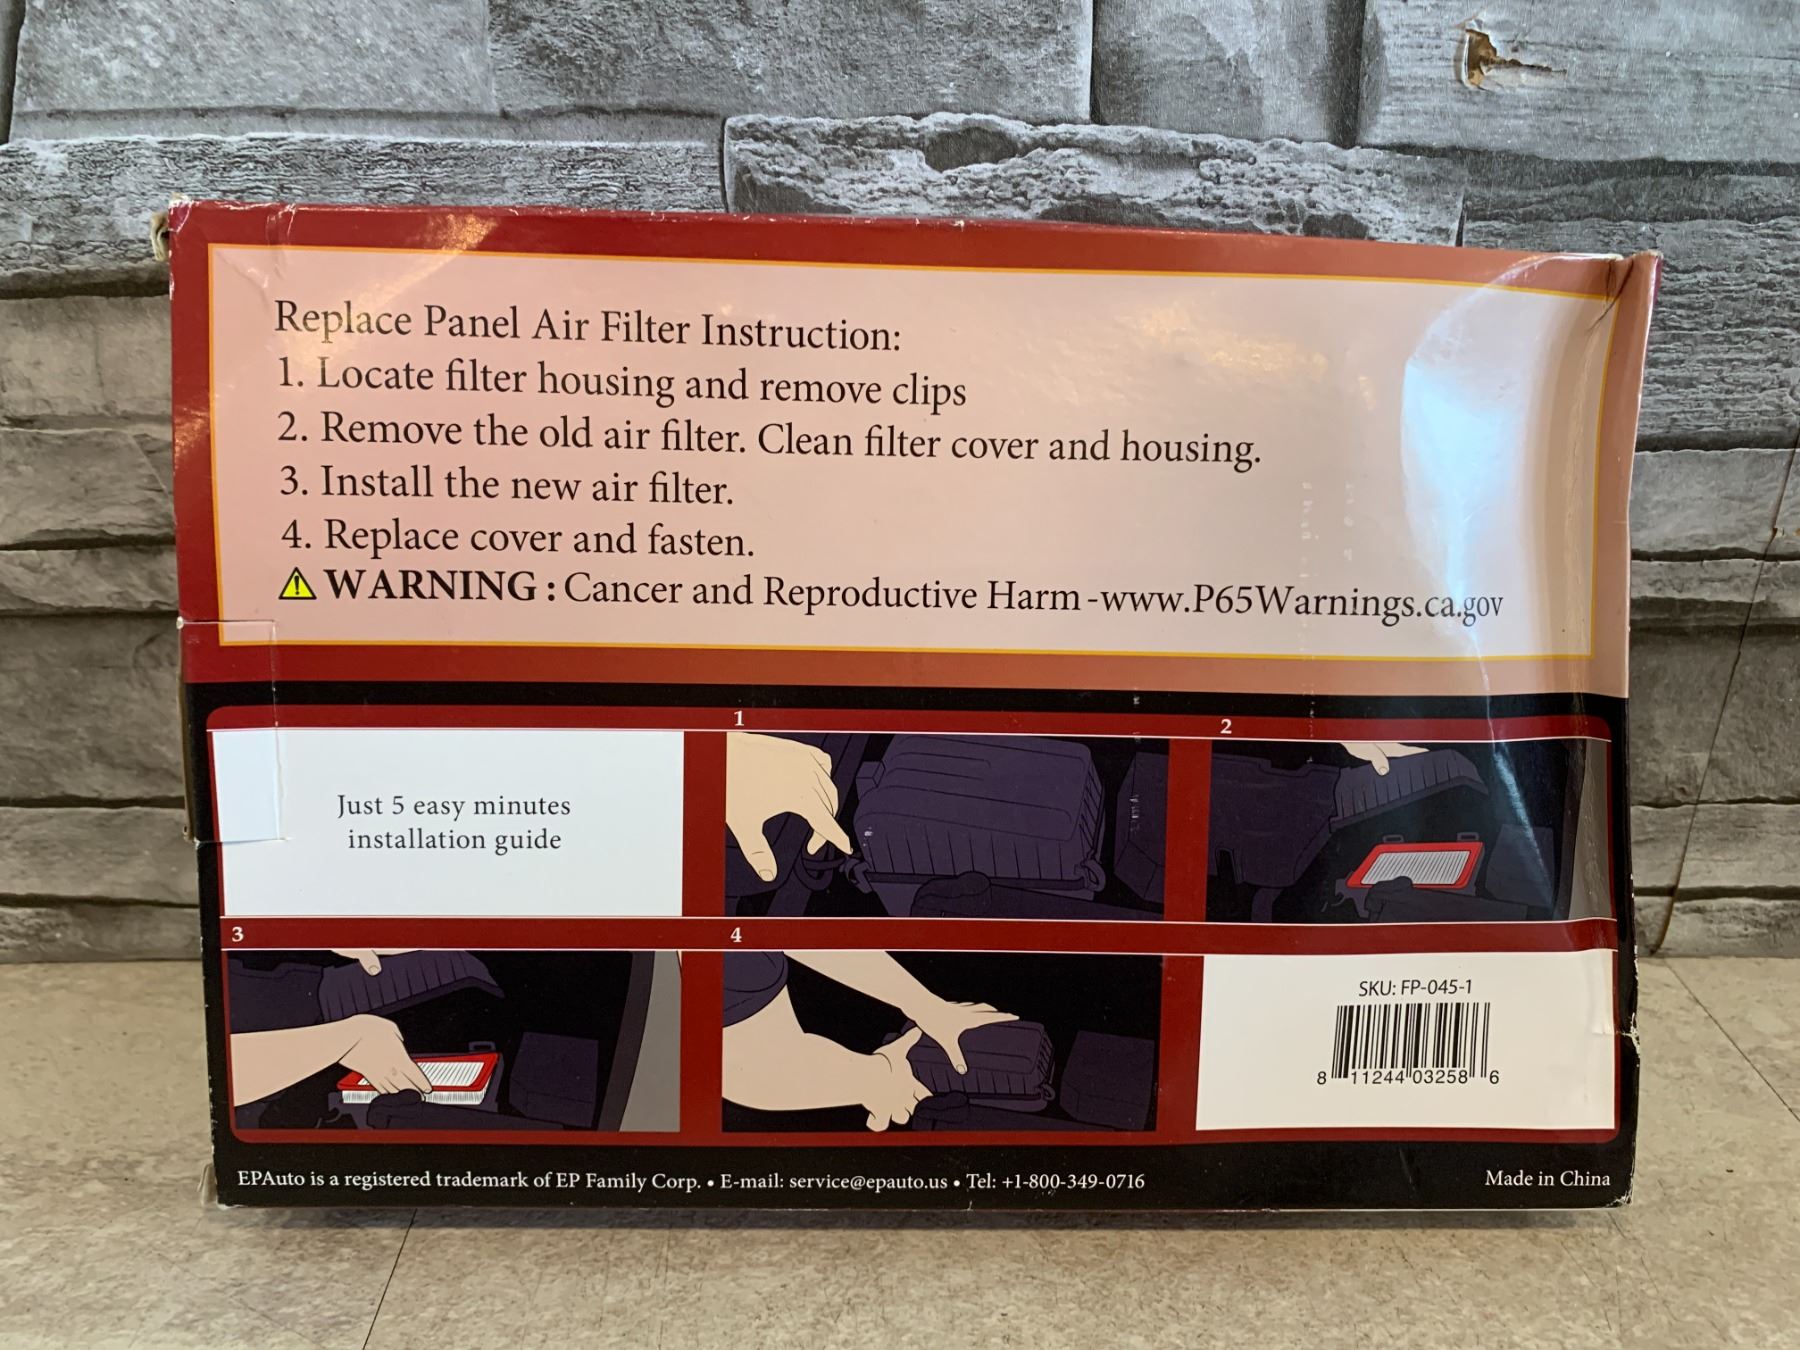 Replace Panel Air Filter Instruction:
1. Locate filter housing and remove clips
2. Remove the old air filter. Clean filter cover and housing.
3. Install the new air filter.
4. Replace cover and fasten.
WARNING : Cancer and Reproductive Harm -www.P65Warnings.ca.gov
1
2
Just 5 easy minutes
installation guide
3
4
SKU: FP-045-1
8 11244 03258 6
EPAuto is a registered trademark of EP Family Corp. • E-mail: service@epauto.us • Tel: +1-800-349-0716
Made in China